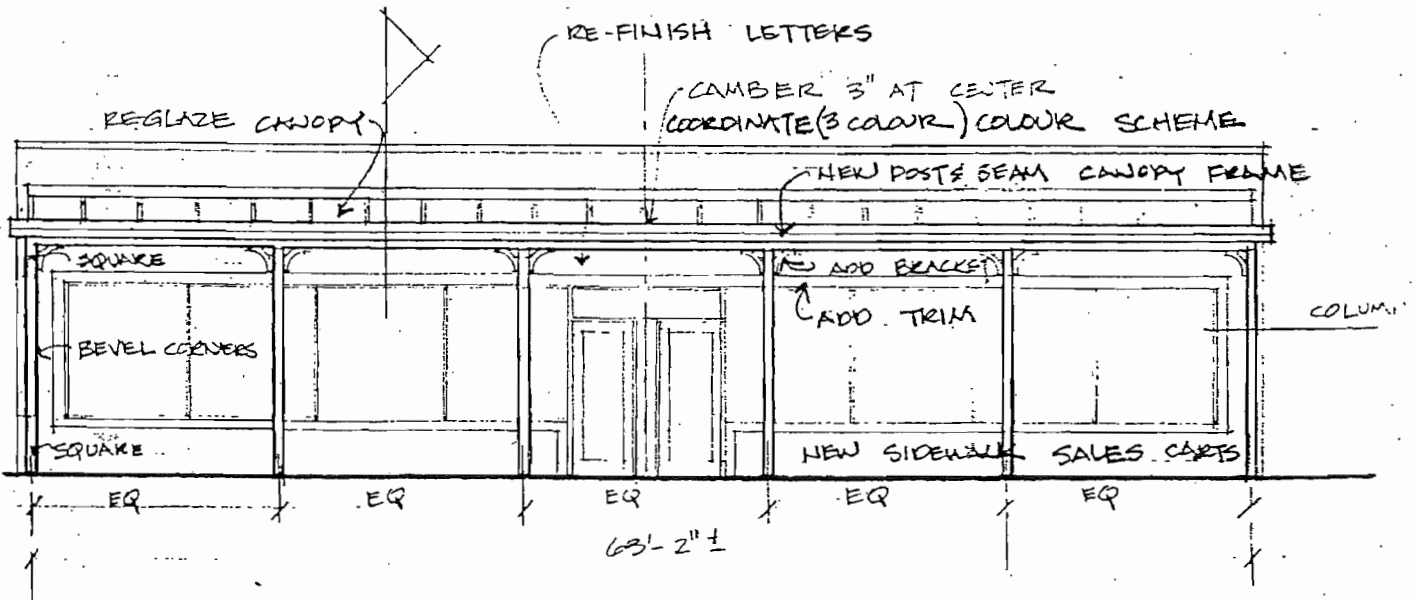 RE-FINISH LETTERS
CAMBER 3" AT CENTER
REGLAZE CANOPY
COORDINATE (3 COLOUR) COLOUR SCHEME
NEW POST & BEAM CANOPY FRAME
SQUARE
ADD BRACKET
ADD TRIM
COLUM
BEVEL CORNERS
SQUARE
NEW SIDEWALK SALES CARTS
EQ EQ EQ EQ EQ
63'-2" ±